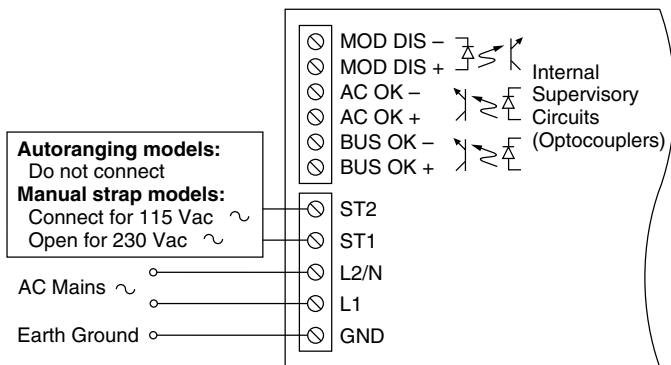 MOD DIS –
MOD DIS +
AC OK –
AC OK +
BUS OK –
BUS OK +
Internal
Supervisory
Circuits
(Optocouplers)
Autoranging models:
Do not connect
Manual strap models:
Connect for 115 Vac ∿
Open for 230 Vac ∿
ST2
ST1
AC Mains ∿
L2/N
L1
Earth Ground
GND